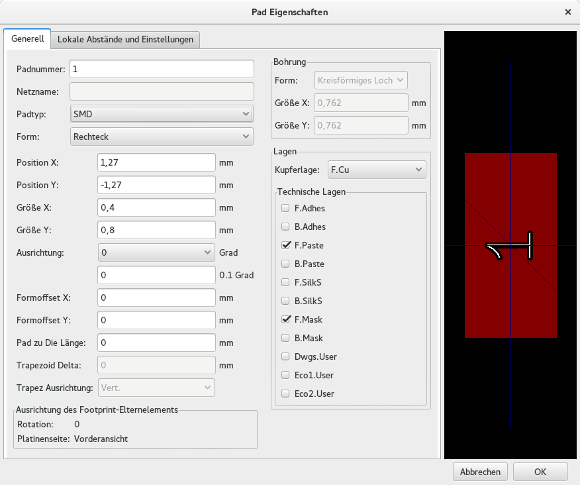 Pad Eigenschaften
Generell
Lokale Abstände und Einstellungen
Padnummer: 1
Netzname:
Padtyp: SMD
Form: Rechteck
Position X: 1,27 mm
Position Y: -1,27 mm
Größe X: 0,4 mm
Größe Y: 0,8 mm
Ausrichtung: 0 Grad
0 0.1 Grad
Formoffset X: 0 mm
Formoffset Y: 0 mm
Pad zu Die Länge: 0 mm
Trapezoid Delta: 0 mm
Trapez Ausrichtung: Vert.
Ausrichtung des Footprint-Elternelements
Rotation: 0
Platinenseite: Vorderansicht
Bohrung
Form: Kreisförmiges Loch
Größe X: 0,762 mm
Größe Y: 0,762 mm
Lagen
Kupferlage: F.Cu
Technische Lagen
F.Adhes
B.Adhes
F.Paste
B.Paste
F.SilkS
B.SilkS
F.Mask
B.Mask
Dwgs.User
Eco1.User
Eco2.User
1
Abbrechen
OK